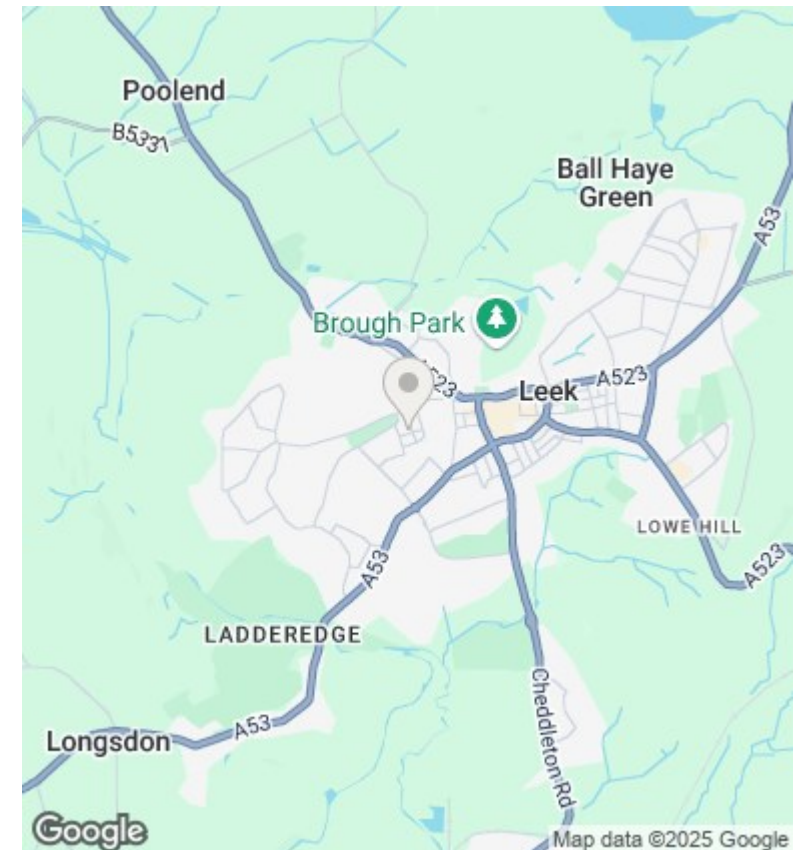 Poolend
B5331
Ball Haye
Green
A53
Brough Park
A523
A523
Leek
LOWE HILL
A523
A53
LADDEREDGE
Cheddleton Rd
A53
Longsdon
Google
Map data ©2025 Google